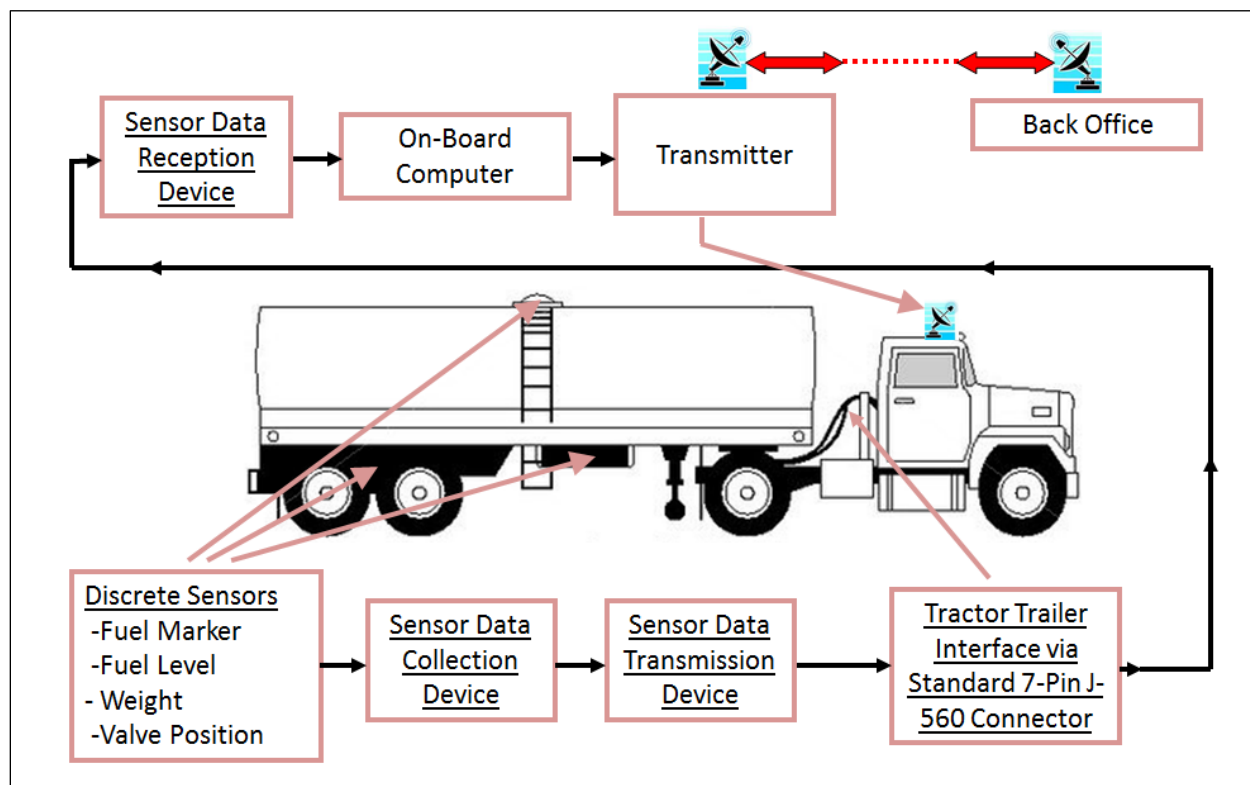 Sensor Data
Reception
Device
On-Board
Computer
Transmitter
Back Office
Discrete Sensors
-Fuel Marker
-Fuel Level
- Weight
-Valve Position
Sensor Data
Collection
Device
Sensor Data
Transmission
Device
Tractor Trailer
Interface via
Standard 7-Pin J-
560 Connector